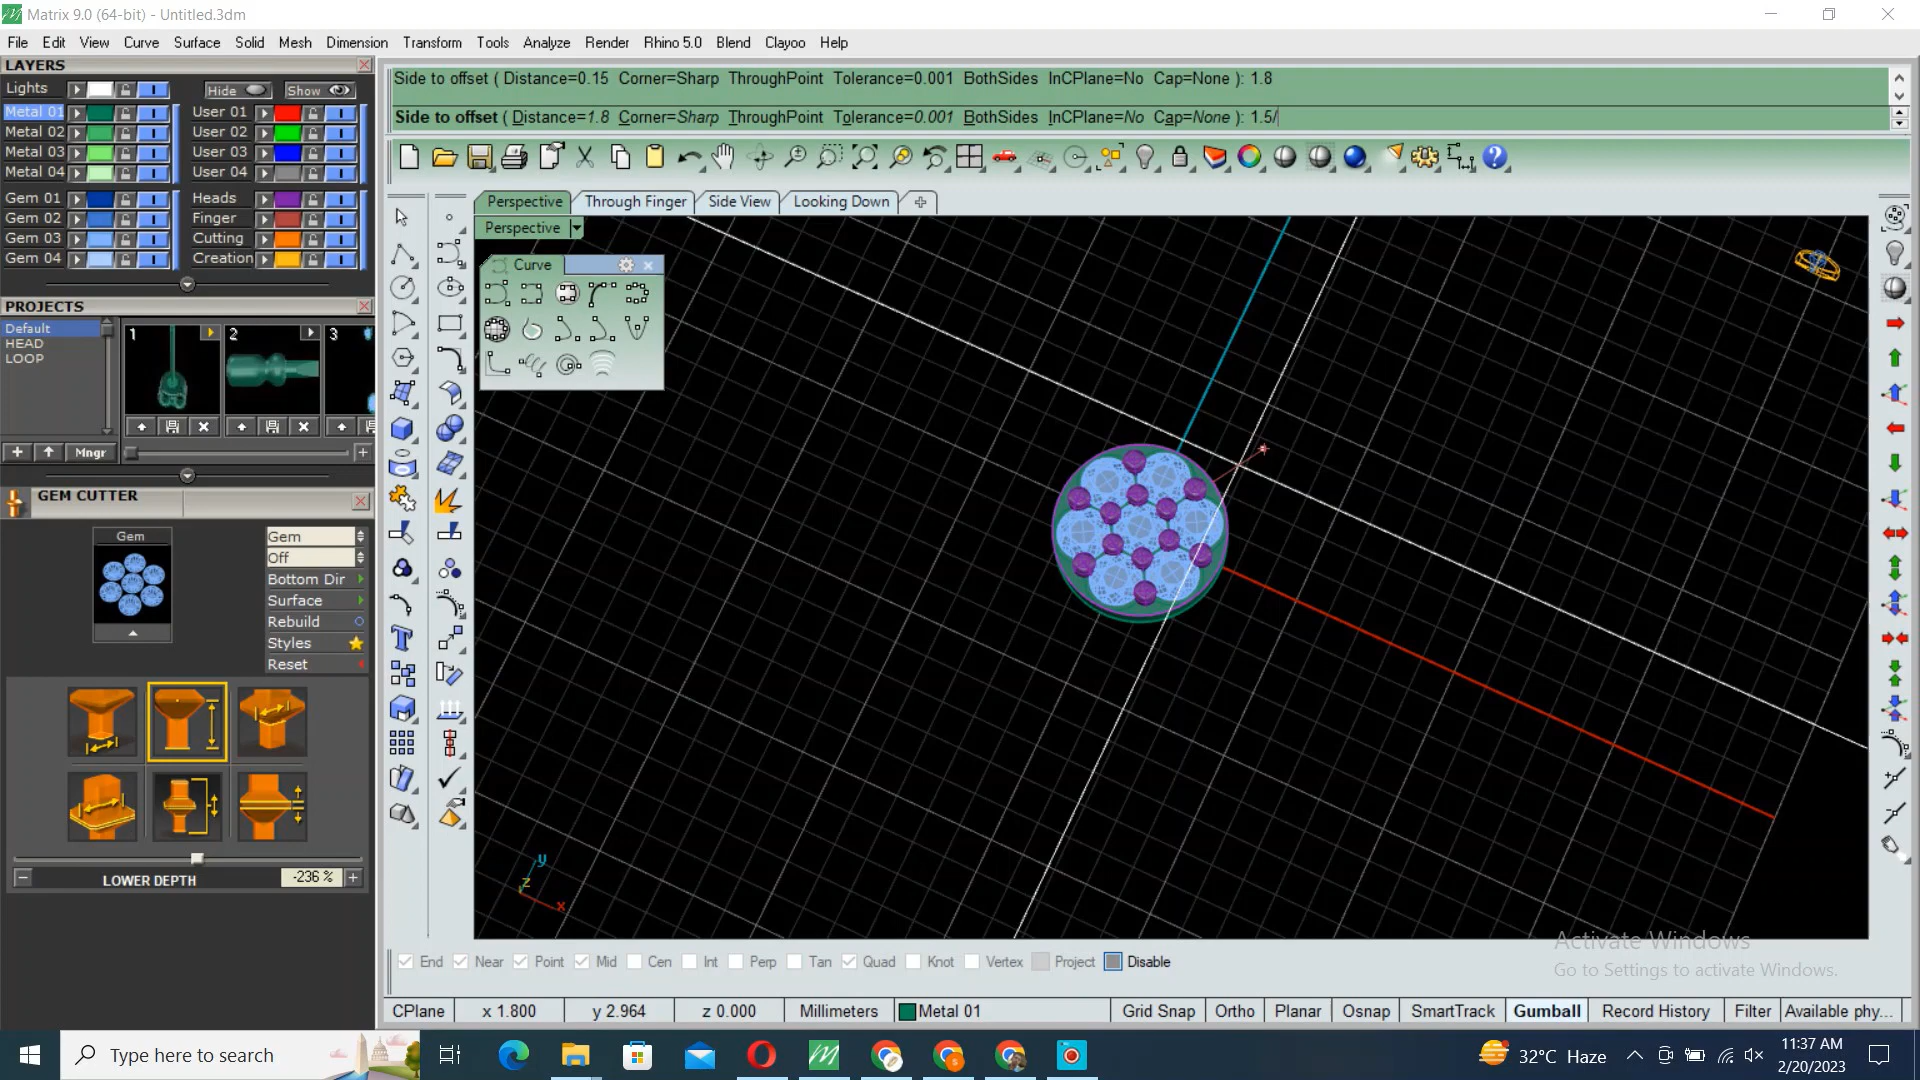 Matrix 9.0 (64-bit) - Untitled.3dm
File Edit View Curve Surface Solid Mesh Dimension Transform Tools Analyze Render Rhino 5.0 Blend Clayoo Help
LAYERS
Lights Hide Show
Metal 01 User 01
Metal 02 User 02
Metal 03 User 03
Metal 04 User 04
Gem 01 Heads
Gem 02 Finger
Gem 03 Cutting
Gem 04 Creation
Side to offset ( Distance=0.15 Corner=Sharp ThroughPoint Tolerance=0.001 BothSides InCPlane=No Cap=None ): 1.8
Side to offset ( Distance=1.8 Corner=Sharp ThroughPoint Tolerance=0.001 BothSides InCPlane=No Cap=None ): 1.5/
Perspective Through Finger Side View Looking Down
Perspective
Curve
PROJECTS
Default
HEAD
LOOP
1 2 3
Mngr
GEM CUTTER
Gem
Gem
Off
Bottom Dir
Surface
Rebuild
Styles
Reset
LOWER DEPTH -236 %
y
z
x
Activate Windows
Go to Settings to activate Windows.
End Near Point Mid Cen Int Perp Tan Quad Knot Vertex Project Disable
CPlane x 1.800 y 2.964 z 0.000 Millimeters Metal 01 Grid Snap Ortho Planar Osnap SmartTrack Gumball Record History Filter Available phy...
Type here to search
32°C Haze
11:37 AM
2/20/2023